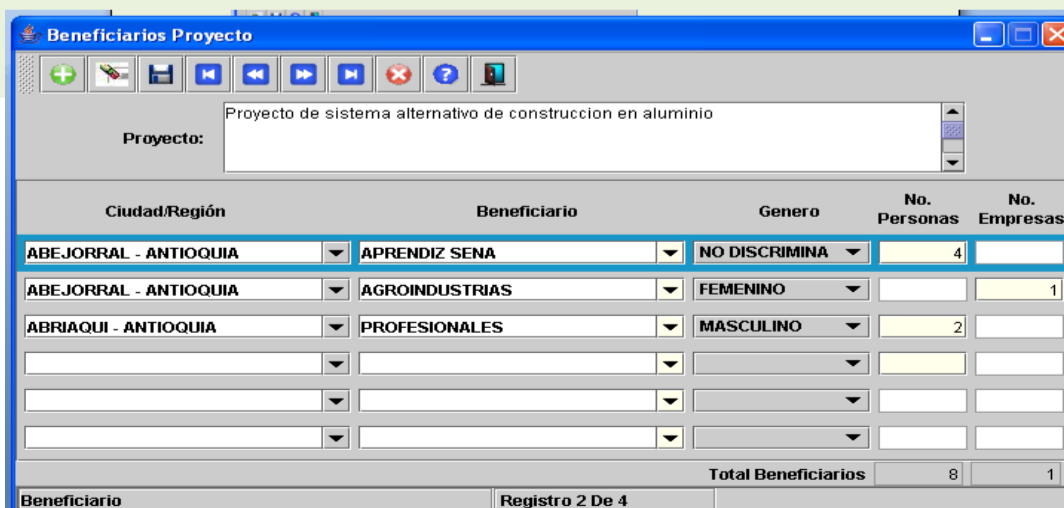 Beneficiarios Proyecto
Proyecto: Proyecto de sistema alternativo de construccion en aluminio
Ciudad/Región Beneficiario Genero No. Personas No. Empresas
ABEJORRAL - ANTIOQUIA APRENDIZ SENA NO DISCRIMINA 4
ABEJORRAL - ANTIOQUIA AGROINDUSTRIAS FEMENINO 1
ABRIAQUI - ANTIOQUIA PROFESIONALES MASCULINO 2
Total Beneficiarios 8 1
Beneficiario Registro 2 De 4